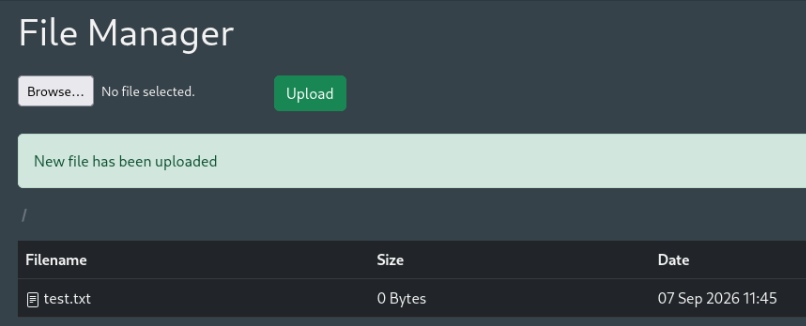 File Manager
Browse... No file selected. Upload
New file has been uploaded
/
Filename Size Date
test.txt 0 Bytes 07 Sep 2026 11:45